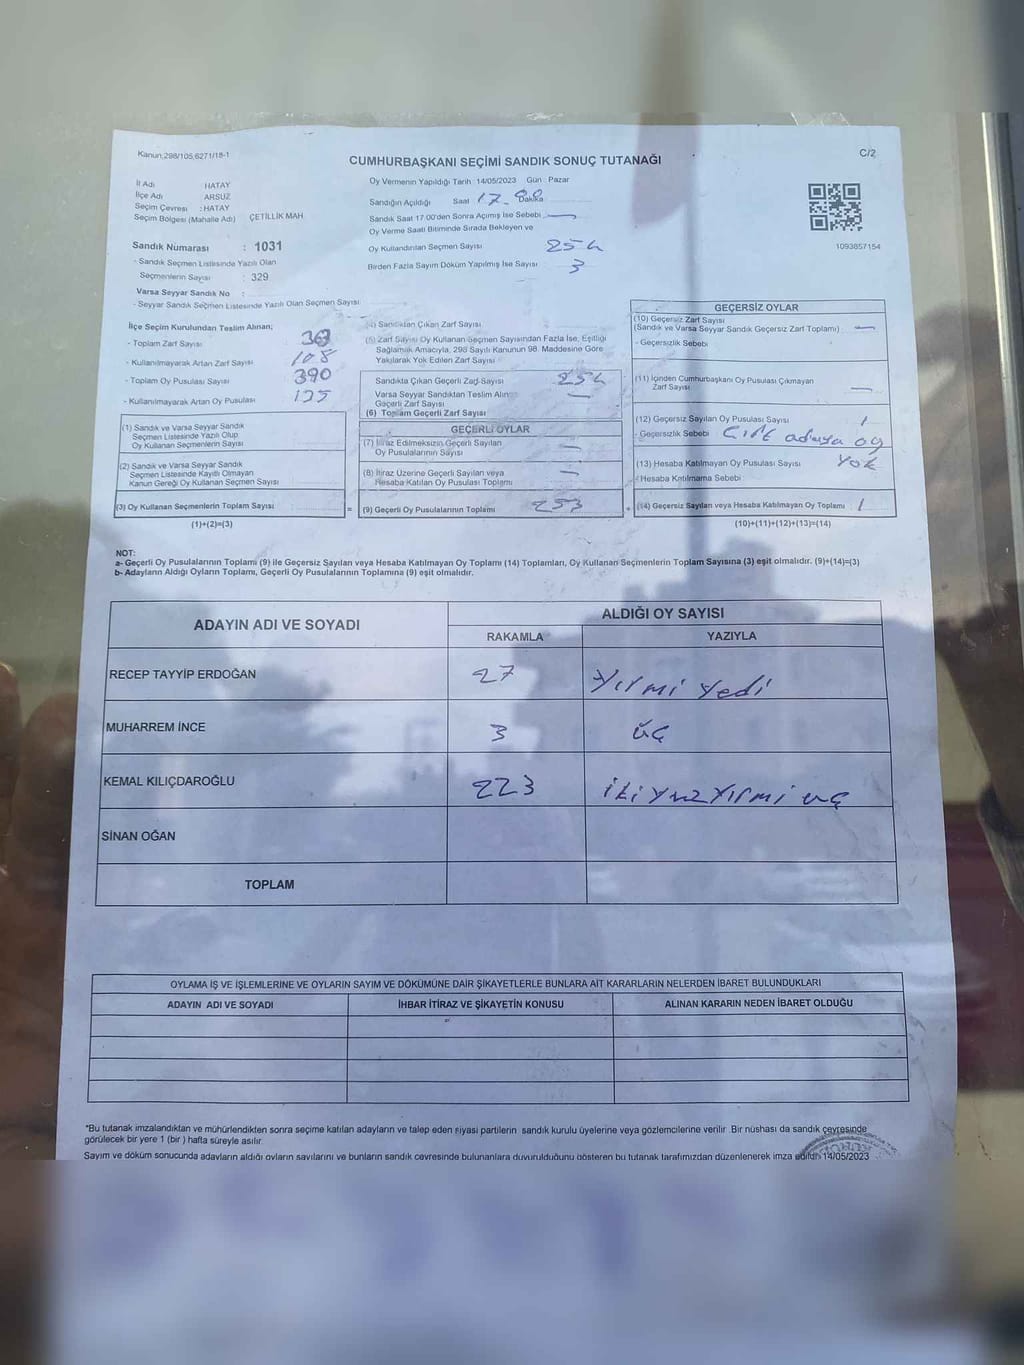 Kanun;298/105,6271/18-1
CUMHURBAŞKANI SEÇİMİ SANDIK SONUÇ TUTANAĞI
C/2
İl Adı HATAY
İlçe Adı ARSUZ
Seçim Çevresi : HATAY
Seçim Bölgesi (Mahalle Adı) ÇETİLLİK MAH.
Sandık Numarası : 1031
- Sandık Seçmen Listesinde Yazılı Olan
Seçmenlerin Sayısı : 329
Varsa Seyyar Sandık No :
- Seyyar Sandık Seçmen Listesinde Yazılı Olan Seçmen Sayısı
Oy Vermenin Yapıldığı Tarih : 14/05/2023 Gün : Pazar
Sandığın Açıldığı Saat 17 Dakika
Sandık Saat 17:00'den Sonra Açılmış İse Sebebi
Oy Verme Saati Bitiminde Sırada Bekleyen ve
Oy Kullandırılan Seçmen Sayısı 254
Birden Fazla Sayım Döküm Yapılmış İse Sayısı 3
1093857154
İlçe Seçim Kurulundan Teslim Alınan;
- Toplam Zarf Sayısı
- Kullanılmayarak Artan Zarf Sayısı 108
- Toplam Oy Pusulası Sayısı 390
- Kullanılmayarak Artan Oy Pusulası
(1) Sandık ve Varsa Seyyar Sandık
Seçmen Listesinde Yazılı Olup
Oy Kullanan Seçmenlerin Sayısı
(2) Sandık ve Varsa Seyyar Sandık
Seçmen Listesinde Kayıtlı Olmayan
Kanun Gereği Oy Kullanan Seçmen Sayısı
(3) Oy Kullanan Seçmenlerin Toplam Sayısı
(1)+(2)=(3)
(4) Sandıktan Çıkan Zarf Sayısı
(5) Zarf Sayısı Oy Kullanan Seçmen Sayısından Fazla İse, Eşitliği
Sağlamak Amacıyla, 298 Sayılı Kanunun 98. Maddesine Göre
Yakılarak Yok Edilen Zarf Sayısı
Sandıkta Çıkan Geçerli Zarf Sayısı 254
Varsa Seyyar Sandıktan Teslim Alın
Geçerli Zarf Sayısı —
(6) Toplam Geçerli Zarf Sayısı
GEÇERLİ OYLAR
(7) İtiraz Edilmeksizin Geçerli Sayılan
Oy Pusulalarının Sayısı —
(8) İtiraz Üzerine Geçerli Sayılan veya
Hesaba Katılan Oy Pusulası Toplamı —
= (9) Geçerli Oy Pusulalarının Toplamı 253
GEÇERSİZ OYLAR
(10) Geçersiz Zarf Sayısı
(Sandık ve Varsa Seyyar Sandık Geçersiz Zarf Toplamı) —
- Geçersizlik Sebebi
(11) İçinden Cumhurbaşkanı Oy Pusulası Çıkmayan
Zarf Sayısı —
(12) Geçersiz Sayılan Oy Pusulası Sayısı 1
- Geçersizlik Sebebi Çift adaya oy
(13) Hesaba Katılmayan Oy Pusulası Sayısı Yok
- Hesaba Katılmama Sebebi
+ (14) Geçersiz Sayılan veya Hesaba Katılmayan Oy Toplamı 1
(10)+(11)+(12)+(13)=(14)
NOT:
a- Geçerli Oy Pusulalarının Toplamı (9) ile Geçersiz Sayılan veya Hesaba Katılmayan Oy Toplamı (14) Toplamları, Oy Kullanan Seçmenlerin Toplam Sayısına (3) eşit olmalıdır. (9)+(14)=(3)
b- Adayların Aldığı Oyların Toplamı, Geçerli Oy Pusulalarının Toplamına (9) eşit olmalıdır.
ADAYIN ADI VE SOYADI
ALDIĞI OY SAYISI
RAKAMLA YAZIYLA
RECEP TAYYİP ERDOĞAN 27 Yirmi Yedi
MUHARREM İNCE 3 üç
KEMAL KILIÇDAROĞLU 223 ikiyüzYirmi üç
SİNAN OĞAN
TOPLAM
OYLAMA İŞ VE İŞLEMLERİNE VE OYLARIN SAYIM VE DÖKÜMÜNE DAİR ŞİKAYETLERLE BUNLARA AİT KARARLARIN NELERDEN İBARET BULUNDUKLARI
ADAYIN ADI VE SOYADI İHBAR İTİRAZ VE ŞİKAYETİN KONUSU ALINAN KARARIN NEDEN İBARET OLDUĞU
*Bu tutanak imzalandıktan ve mühürlendikten sonra seçime katılan adayların ve talep eden siyasi partilerin sandık kurulu üyelerine veya gözlemcilerine verilir. Bir nüshası da sandık çevresinde
görülecek bir yere 1 (bir) hafta süreyle asılır.
Sayım ve döküm sonucunda adayların aldığı oyların sayılarını ve bunların sandık çevresinde bulunanlara duyurulduğunu gösteren bu tutanak tarafımızdan düzenlenerek imza edildi. 14/05/2023